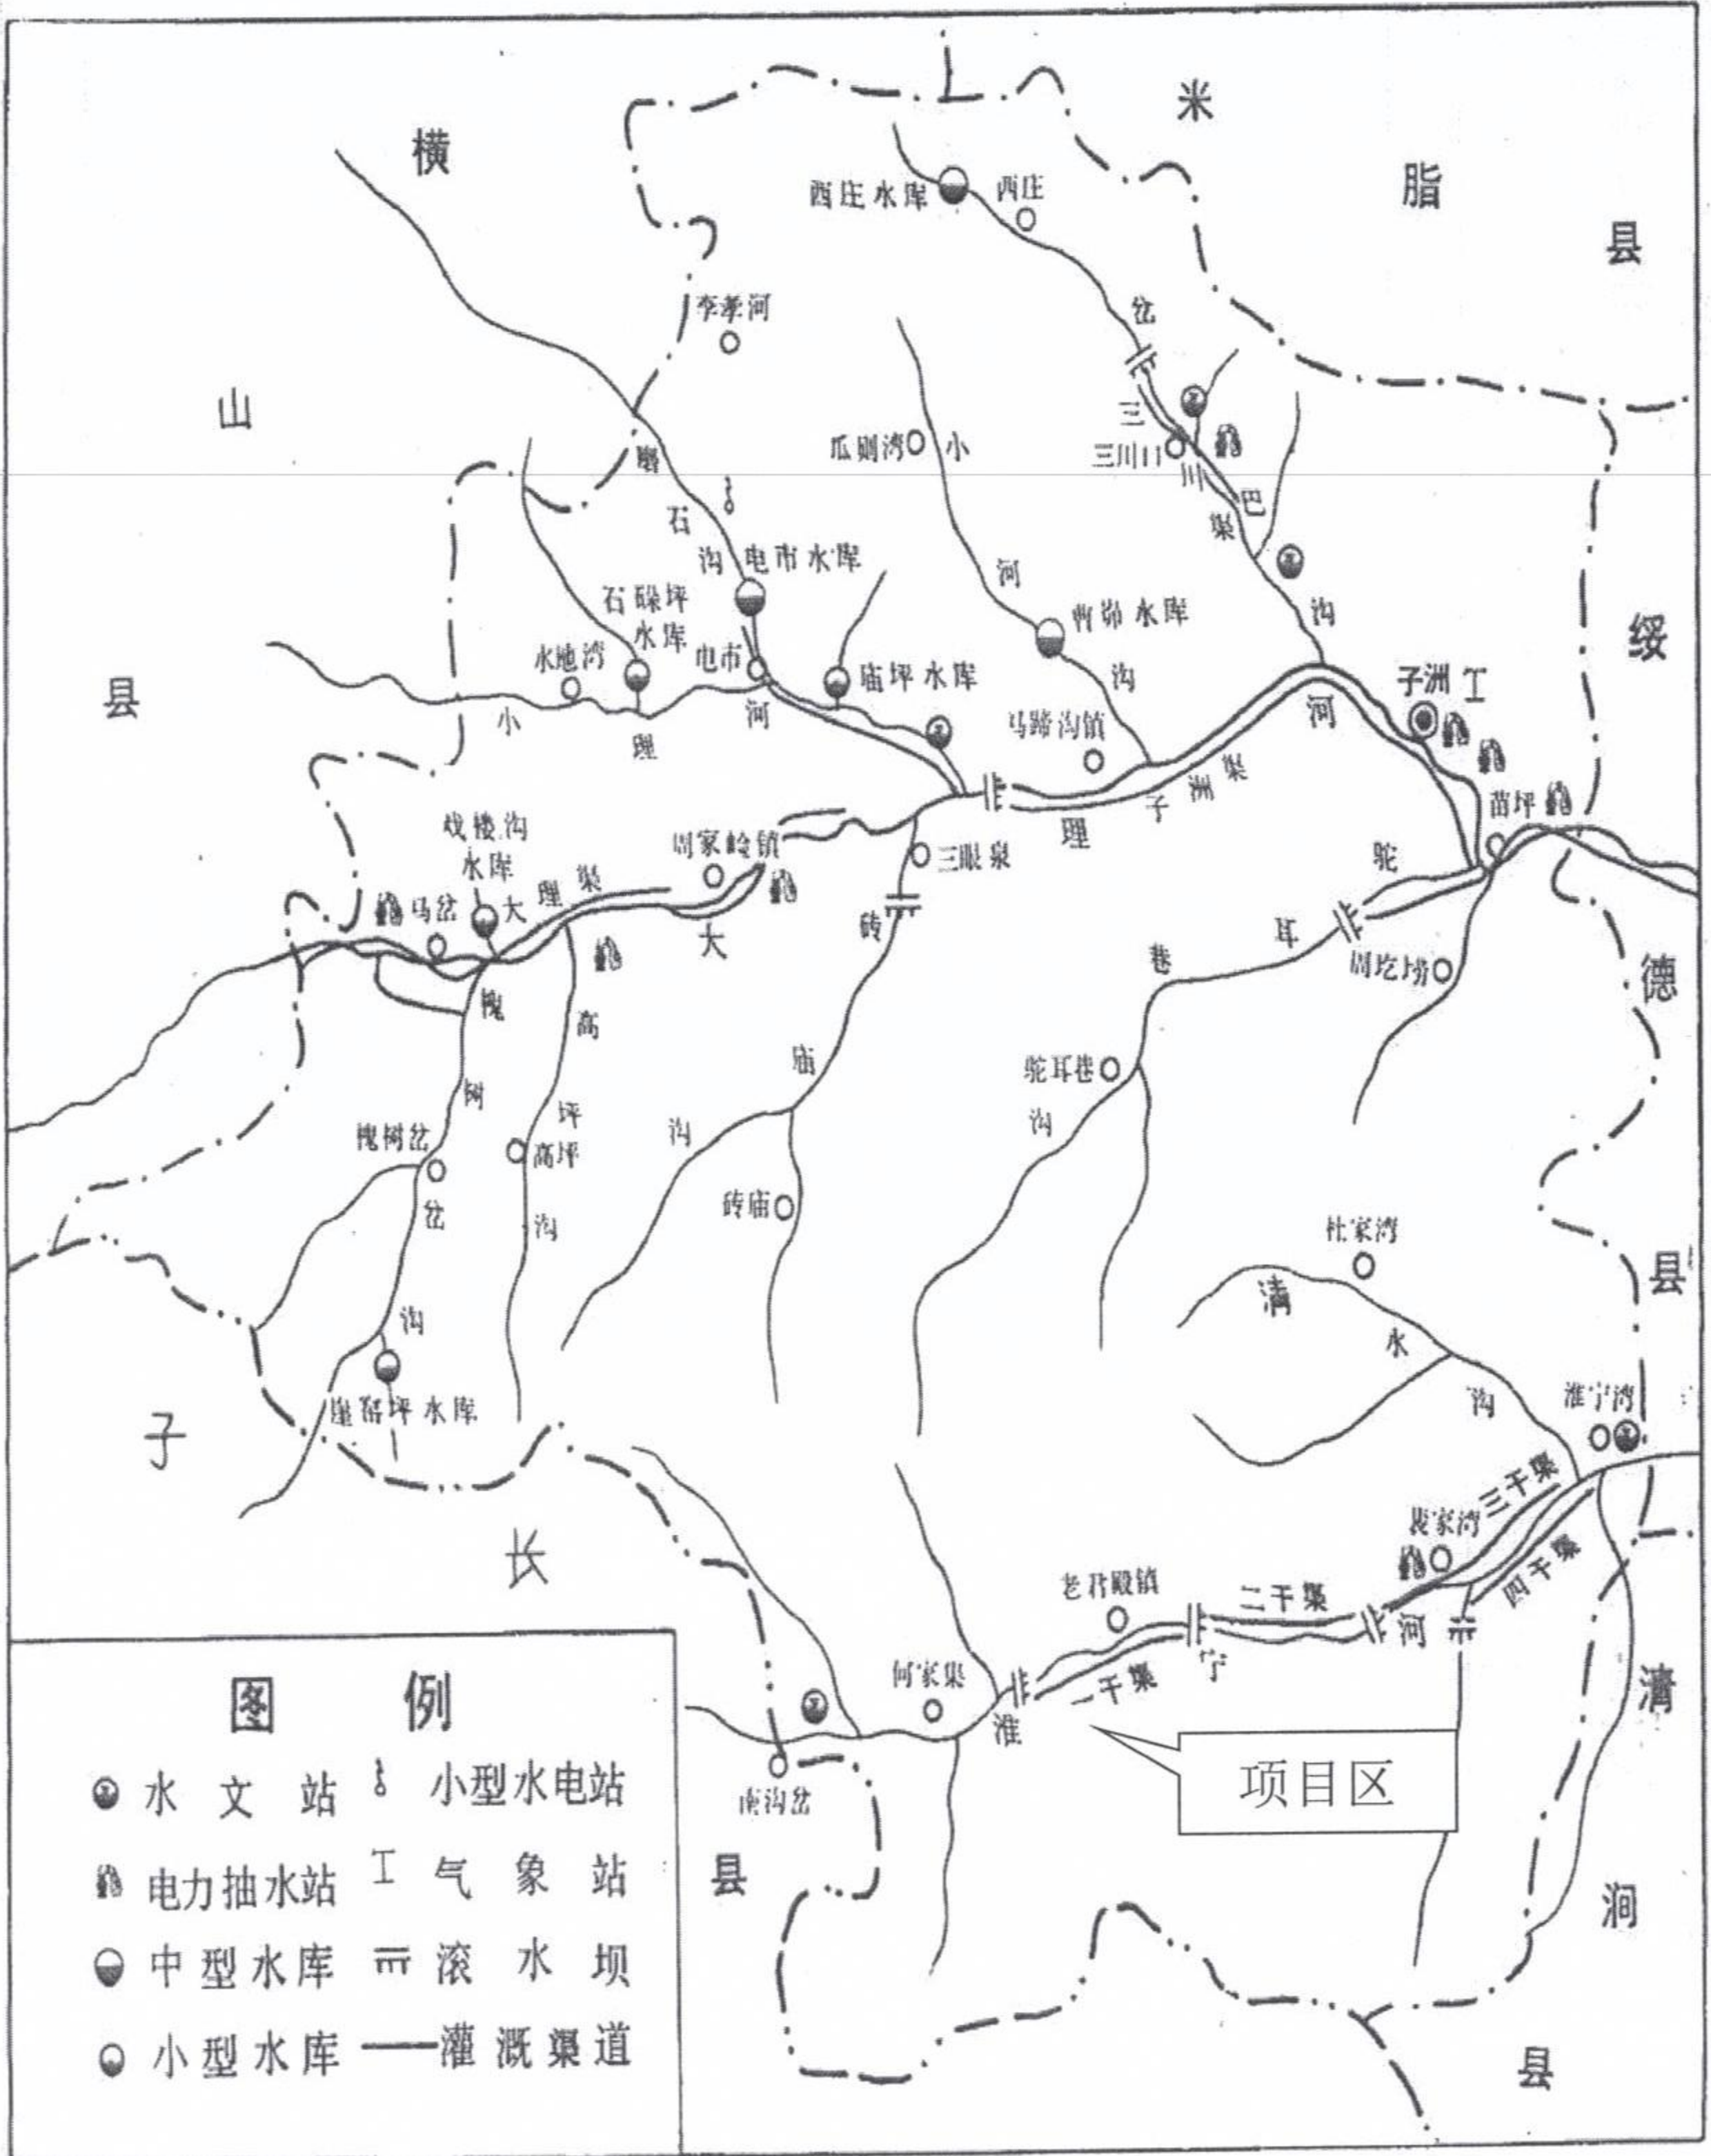 米
脂
县
横
山
县
西庄水库
西庄
李孝河
岔
三
三川口
川
巴
渠
沟
瓜则湾
小
河
沟
磨
石
沟
电市水库
石碌坪
水库
水地湾
电市
庙坪水库
曹峁水库
马蹄沟镇
小
理
河
子洲
河
子洲渠
理
苗坪
绥
德
县
戏楼沟
水库
马岔
大理渠
周家崄镇
大
三眼泉
砖
庙
沟
砖庙
驼
耳
巷
沟
周圪崂
驼耳巷
槐
树
岔
沟
槐树岔
高
坪
沟
高坪
崖窑坪水库
杜家湾
清
水
沟
淮宁湾
三干渠
裴家湾
四干渠
老君殿镇
二干渠
河
宁
一干渠
何家集
淮
南沟岔
项目区
子
长
县
清
涧
县
图例
水文站
小型水电站
电力抽水站
气象站
中型水库
滚水坝
小型水库
灌溉渠道